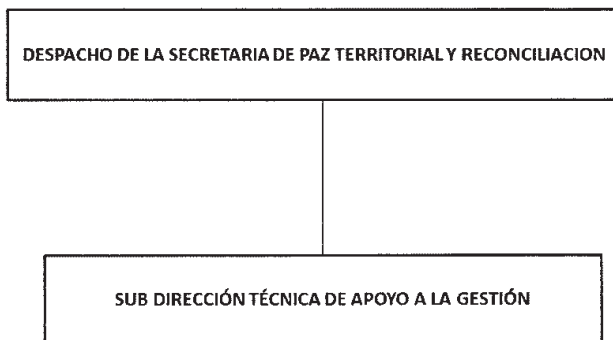 DESPACHO DE LA SECRETARIA DE PAZ TERRITORIAL Y RECONCILIACION
SUB DIRECCIÓN TÉCNICA DE APOYO A LA GESTIÓN